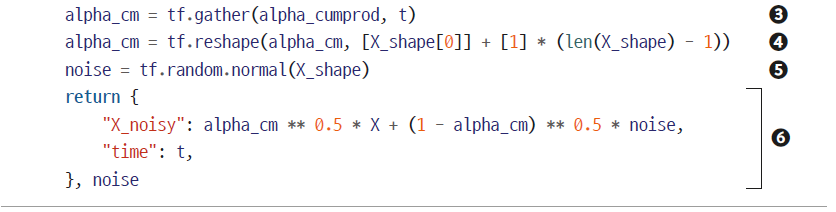 alpha_cm = tf.gather(alpha_cumprod, t) ❸
alpha_cm = tf.reshape(alpha_cm, [X_shape[0]] + [1] * (len(X_shape) - 1)) ❹
noise = tf.random.normal(X_shape) ❺
return {
"X_noisy": alpha_cm ** 0.5 * X + (1 - alpha_cm) ** 0.5 * noise, ❻
"time": t,
}, noise